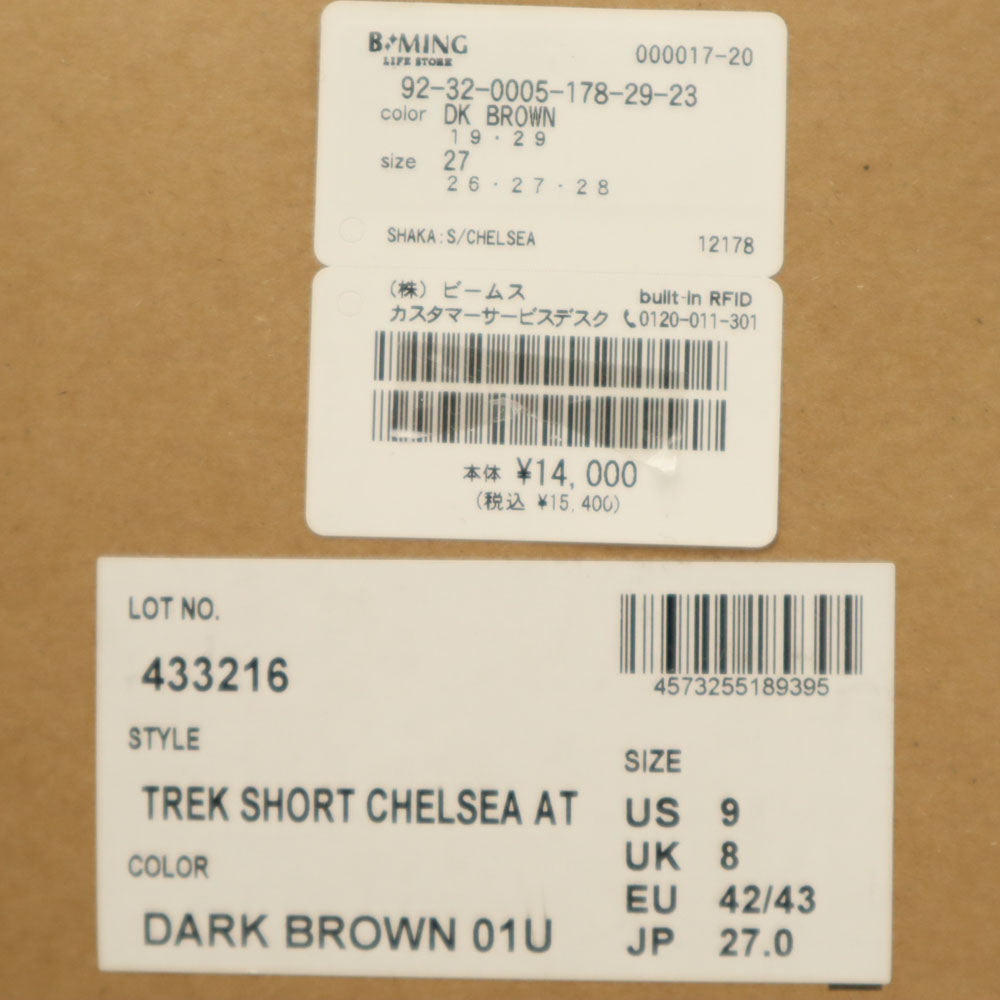 B:MING 000017-20
LIFE STORE
92-32-0005-178-29-23
color DK BROWN
19・29
size 27
26・27・28
SHAKA:S/CHELSEA 12178
(株) ビームス built-in RFID
カスタマーサービスデスク 0120-011-301
本体 ¥14,000
(税込 ¥15,400)
LOT NO.
433216
4573255189395
STYLE
TREK SHORT CHELSEA AT
COLOR
DARK BROWN 01U
SIZE
US 9
UK 8
EU 42/43
JP 27.0